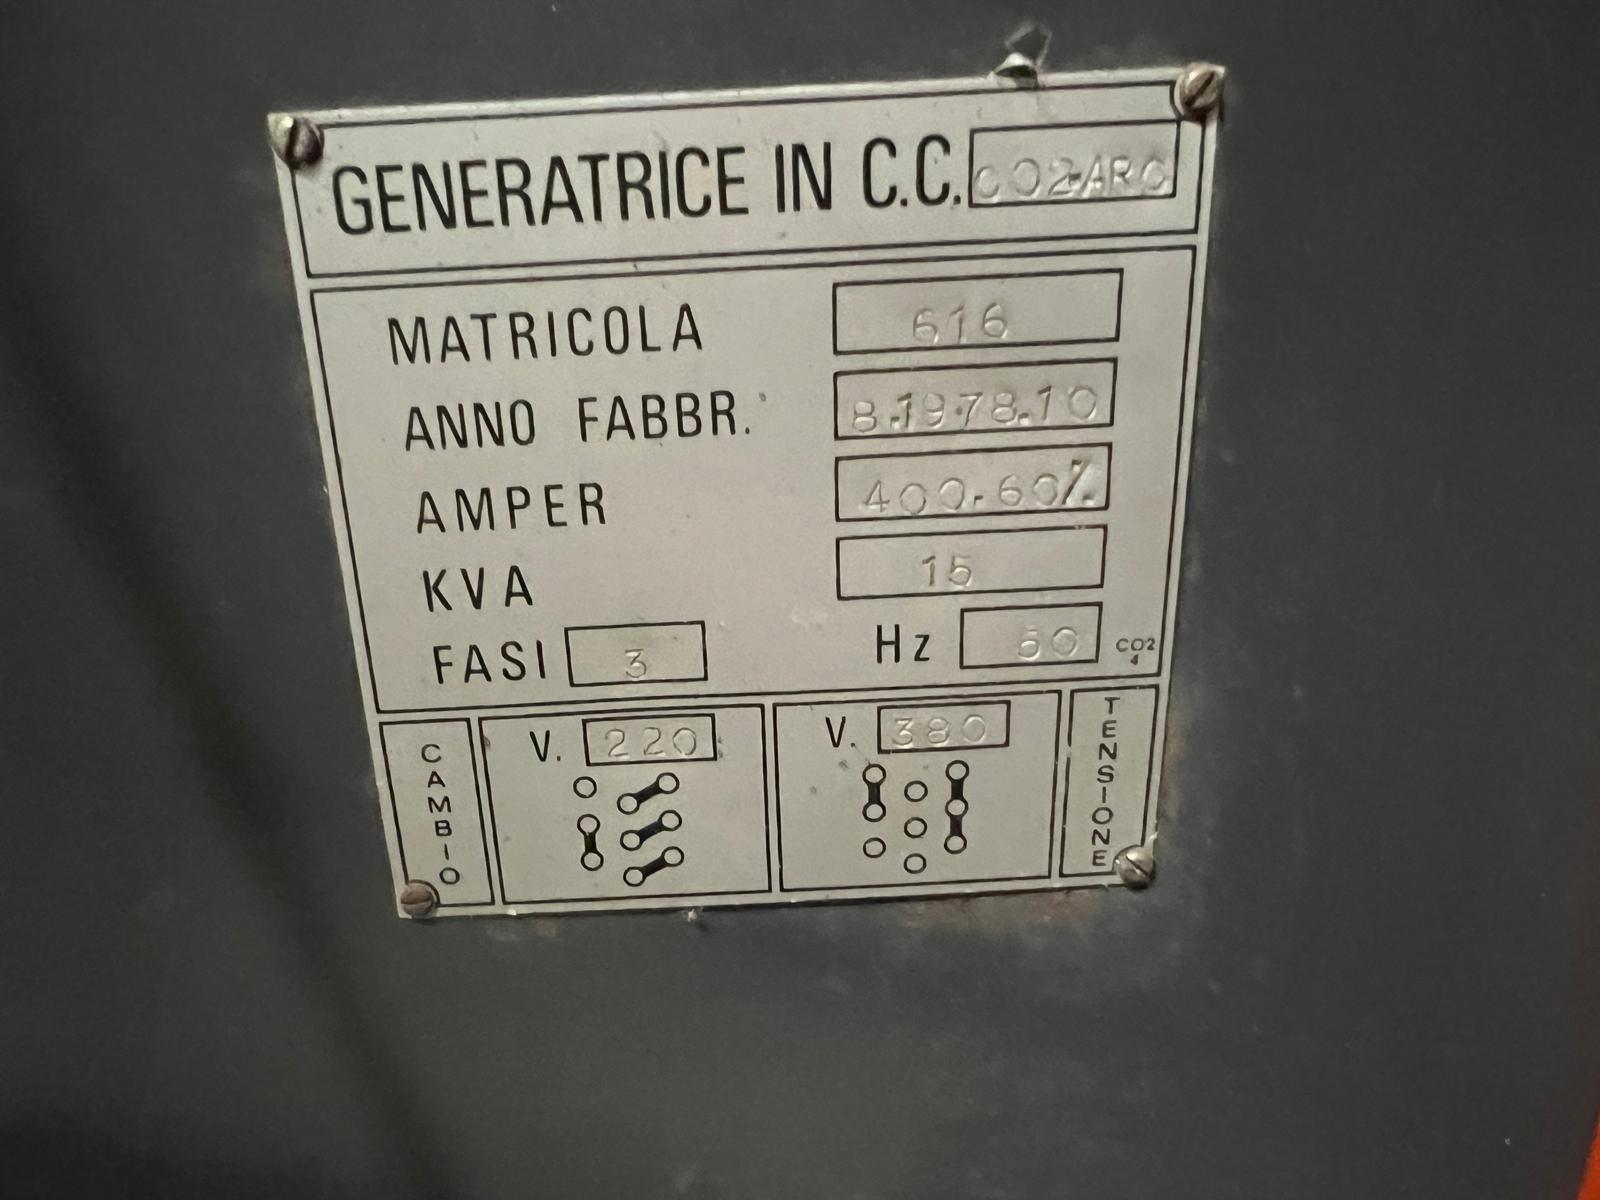 GENERATRICE IN C.C. CO2-ARC
MATRICOLA 616
ANNO FABBR. 8.1978.10
AMPER 400-60%
KVA 15
FASI 3 Hz 50 CO2
4
CAMBIO V. 220 V. 380 TENSIONE